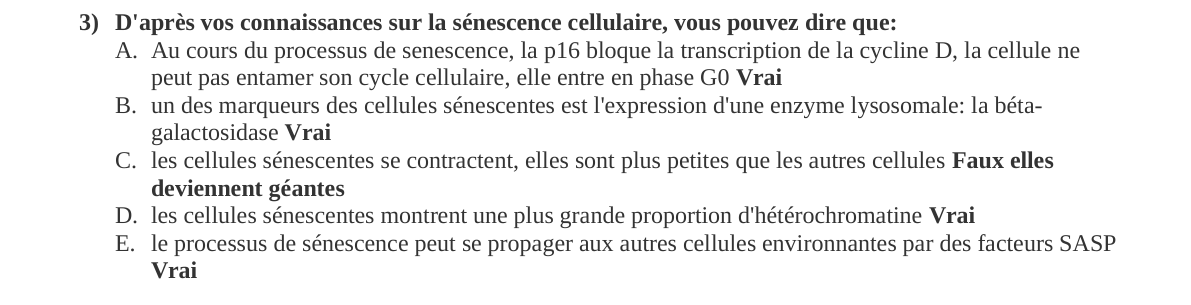 3) D'après vos connaissances sur la sénescence cellulaire, vous pouvez dire que:
A. Au cours du processus de senescence, la p16 bloque la transcription de la cycline D, la cellule ne
peut pas entamer son cycle cellulaire, elle entre en phase G0 Vrai
B. un des marqueurs des cellules sénescentes est l'expression d'une enzyme lysosomale: la béta-
galactosidase Vrai
C. les cellules sénescentes se contractent, elles sont plus petites que les autres cellules Faux elles
deviennent géantes
D. les cellules sénescentes montrent une plus grande proportion d'hétérochromatine Vrai
E. le processus de sénescence peut se propager aux autres cellules environnantes par des facteurs SASP
Vrai